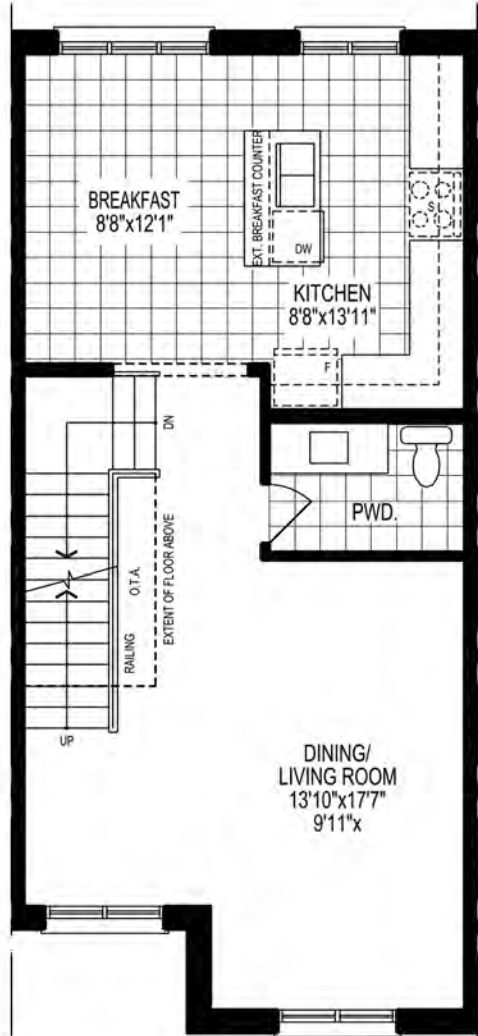 BREAKFAST
8'8"x12'1"
EXT. BREAKFAST COUNTER
DW
S
KITCHEN
8'8"x13'11"
F
DN
PWD.
O.T.A.
RAILING
EXTENT OF FLOOR ABOVE
UP
DINING/
LIVING ROOM
13'10"x17'7"
9'11"x